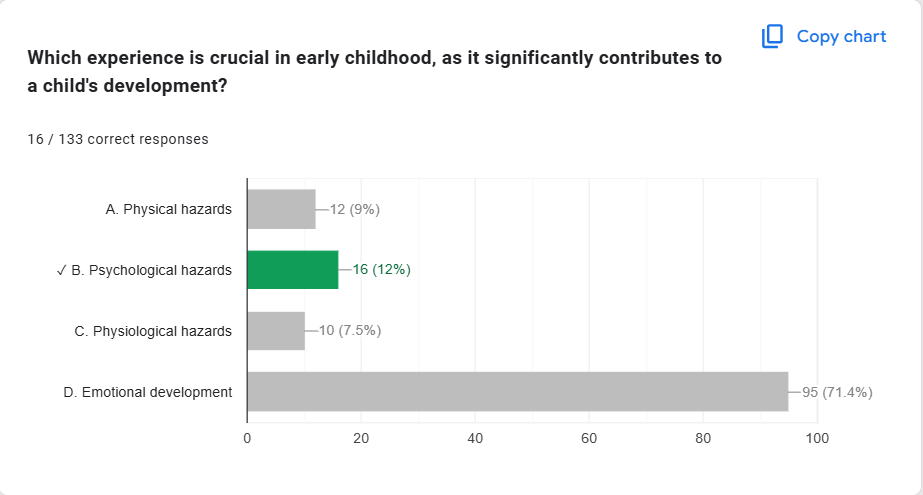 Copy chart
Which experience is crucial in early childhood, as it significantly contributes to
a child's development?
16 / 133 correct responses
A. Physical hazards
12 (9%)
✓ B. Psychological hazards
16 (12%)
C. Physiological hazards
10 (7.5%)
D. Emotional development
95 (71.4%)
0 20 40 60 80 100